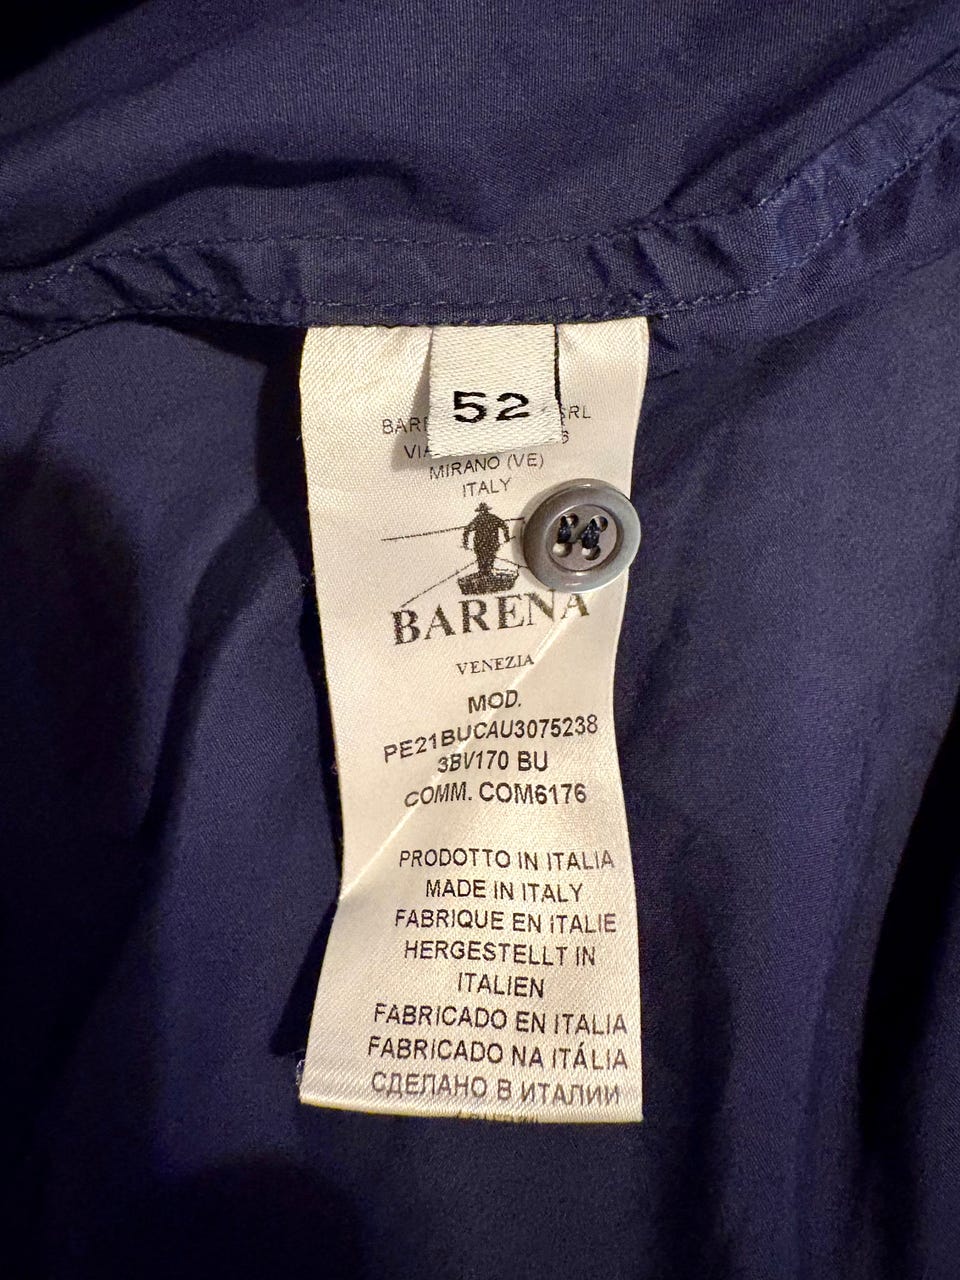 52
SRL
MIRANO (VE)
ITALY
BARENA
VENEZIA
MOD.
PE21BUCAU3075238
3BV170 BU
COMM. COM6176
PRODOTTO IN ITALIA
MADE IN ITALY
FABRIQUE EN ITALIE
HERGESTELLT IN
ITALIEN
FABRICADO EN ITALIA
FABRICADO NA ITÁLIA
СДЕЛАНО В ИТАЛИИ